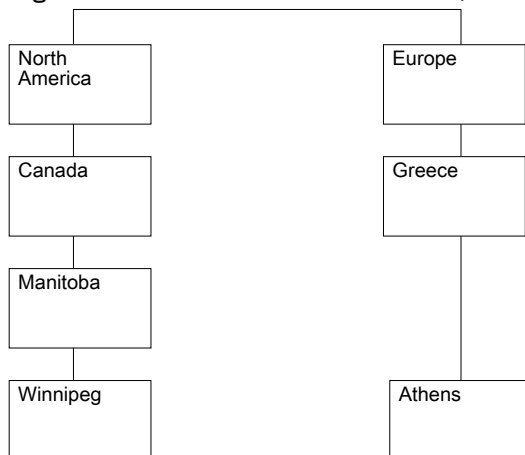 North
America
Europe
Canada
Greece
Manitoba
Winnipeg
Athens